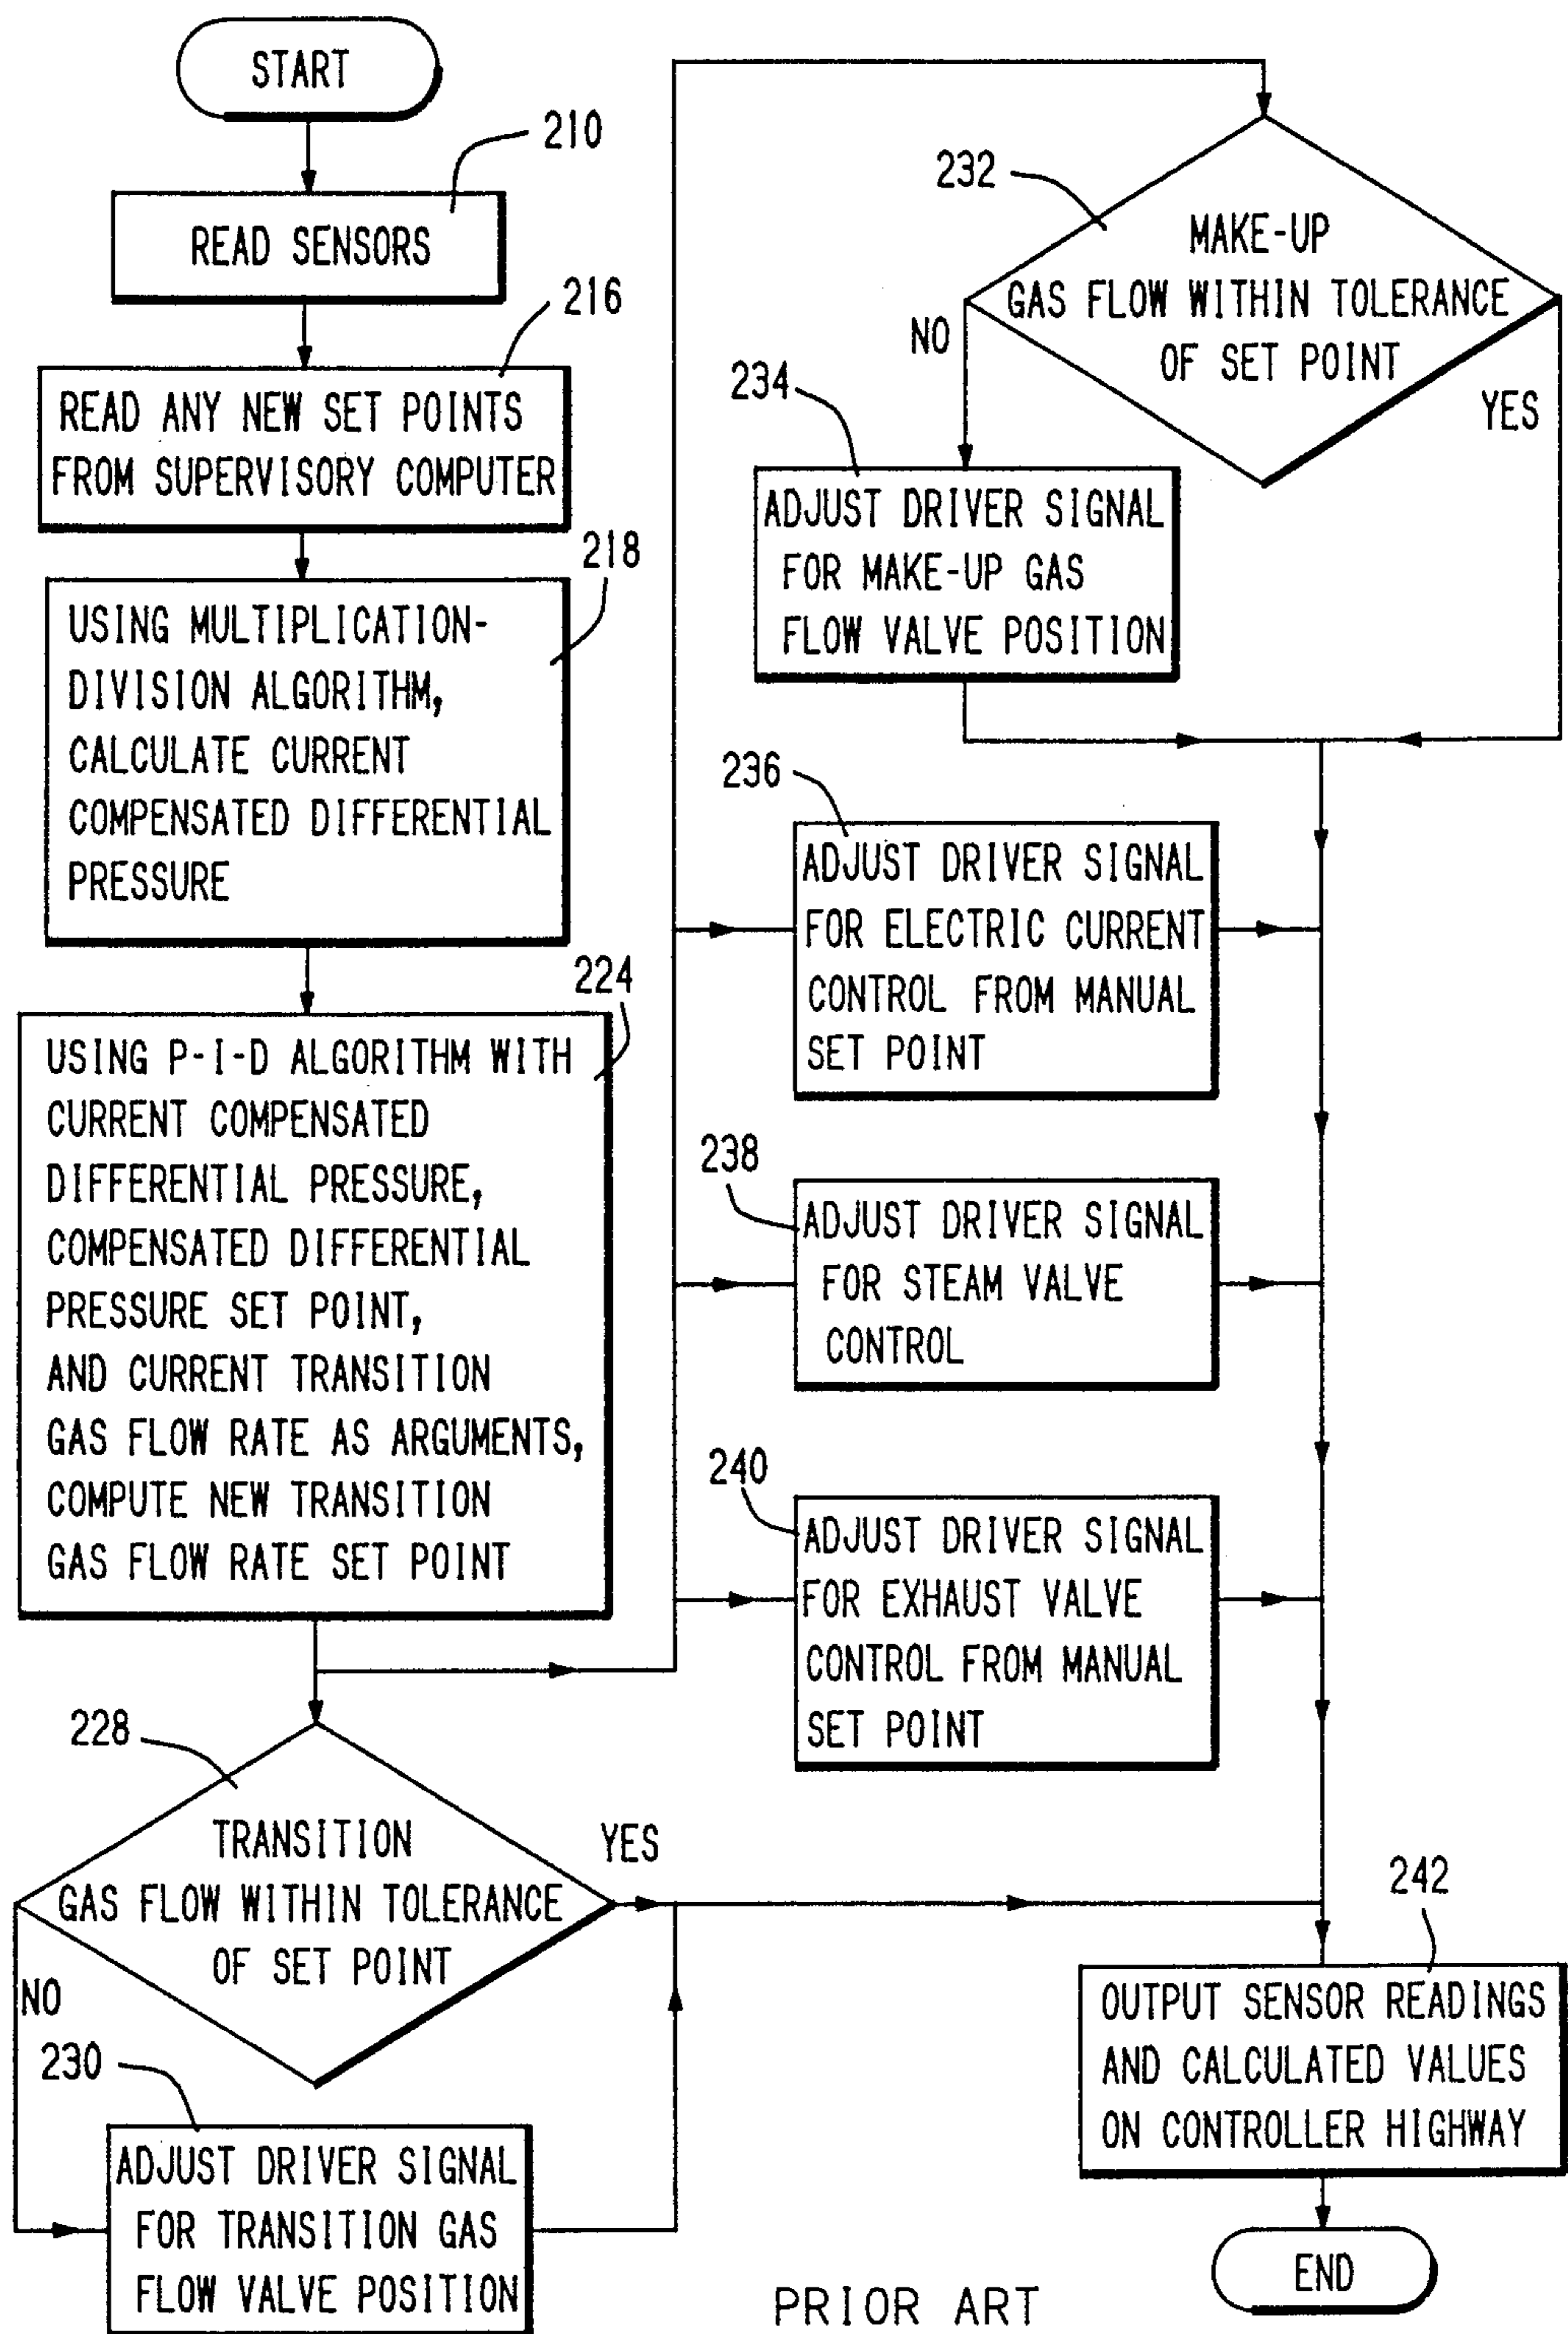 START
210
READ SENSORS
216
READ ANY NEW SET POINTS
FROM SUPERVISORY COMPUTER
218
USING MULTIPLICATION-
DIVISION ALGORITHM,
CALCULATE CURRENT
COMPENSATED DIFFERENTIAL
PRESSURE
224
USING P-I-D ALGORITHM WITH
CURRENT COMPENSATED
DIFFERENTIAL PRESSURE,
COMPENSATED DIFFERENTIAL
PRESSURE SET POINT,
AND CURRENT TRANSITION
GAS FLOW RATE AS ARGUMENTS,
COMPUTE NEW TRANSITION
GAS FLOW RATE SET POINT
228
TRANSITION
GAS FLOW WITHIN TOLERANCE
OF SET POINT
YES
NO
230
ADJUST DRIVER SIGNAL
FOR TRANSITION GAS
FLOW VALVE POSITION
232
MAKE-UP
GAS FLOW WITHIN TOLERANCE
OF SET POINT
NO
YES
234
ADJUST DRIVER SIGNAL
FOR MAKE-UP GAS
FLOW VALVE POSITION
236
ADJUST DRIVER SIGNAL
FOR ELECTRIC CURRENT
CONTROL FROM MANUAL
SET POINT
238
ADJUST DRIVER SIGNAL
FOR STEAM VALVE
CONTROL
240
ADJUST DRIVER SIGNAL
FOR EXHAUST VALVE
CONTROL FROM MANUAL
SET POINT
242
OUTPUT SENSOR READINGS
AND CALCULATED VALUES
ON CONTROLLER HIGHWAY
END
PRIOR ART